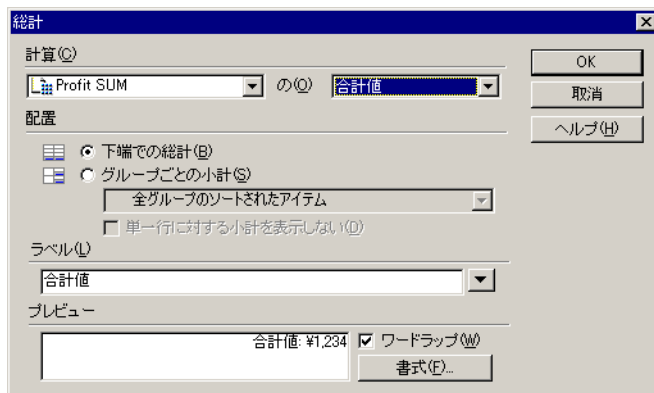 総計
計算(C)
Profit SUM の(O) 合計値
OK
取消
ヘルプ(H)
配置
下端での総計(B)
グループごとの小計(S)
全グループのソートされたアイテム
単一行に対する小計を表示しない(D)
ラベル(L)
合計値
プレビュー
合計値: ¥1,234
ワードラップ(W)
書式(F)...